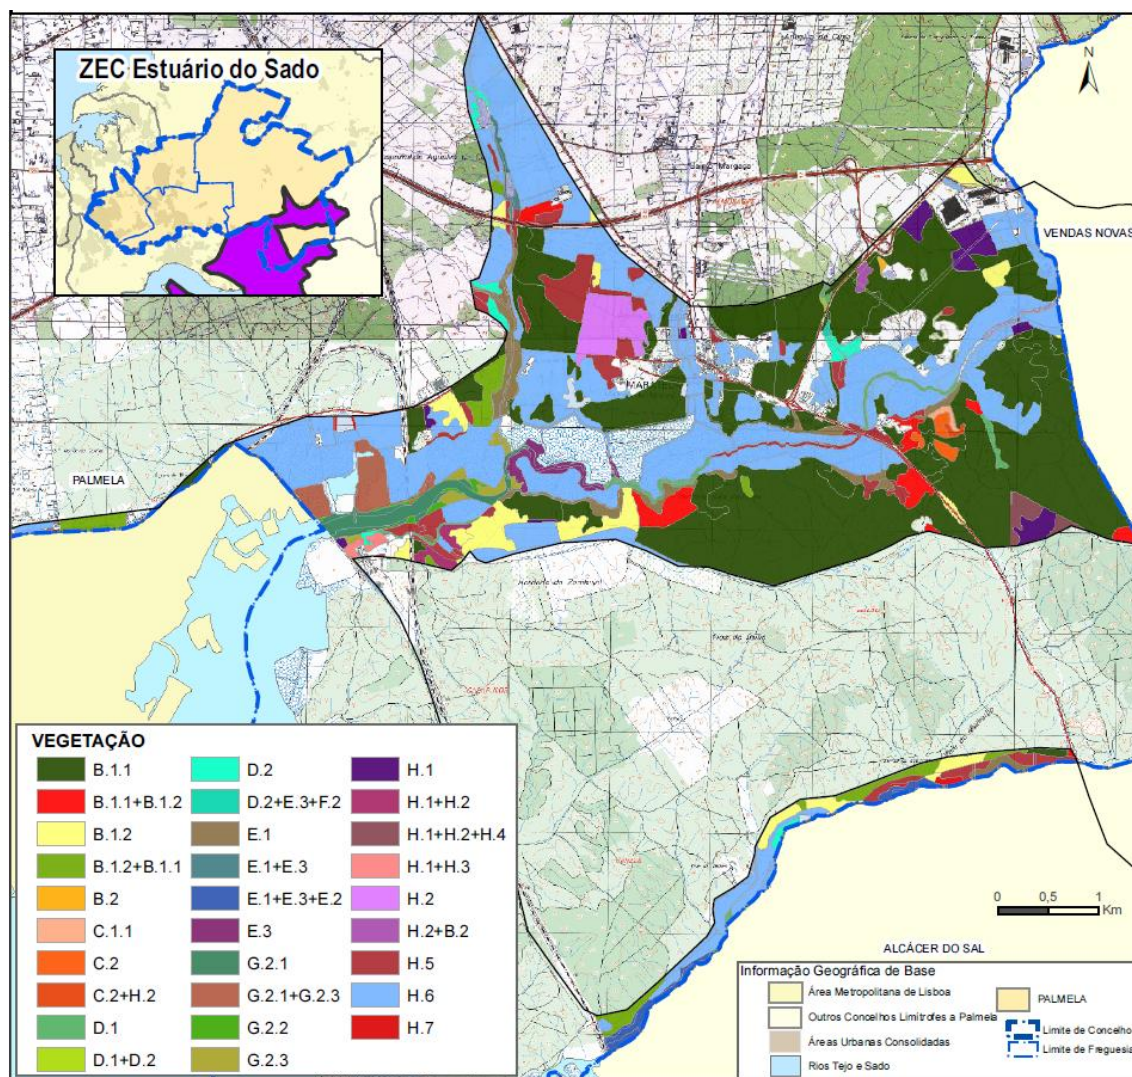 ZEC Estuário do Sado
N
VENDAS NOVAS
PALMELA
0 0,5 1
Km
ALCÁCER DO SAL
VEGETAÇÃO
B.1.1
B.1.1+B.1.2
B.1.2
B.1.2+B.1.1
B.2
C.1.1
C.2
C.2+H.2
D.1
D.1+D.2
D.2
D.2+E.3+F.2
E.1
E.1+E.3
E.1+E.3+E.2
E.3
G.2.1
G.2.1+G.2.3
G.2.2
G.2.3
H.1
H.1+H.2
H.1+H.2+H.4
H.1+H.3
H.2
H.2+B.2
H.5
H.6
H.7
Informação Geográfica de Base
Área Metropolitana de Lisboa
Outros Concelhos Limítrofes a Palmela
Áreas Urbanas Consolidadas
Rios Tejo e Sado
PALMELA
Limite de Concelho
Limite de Freguesia